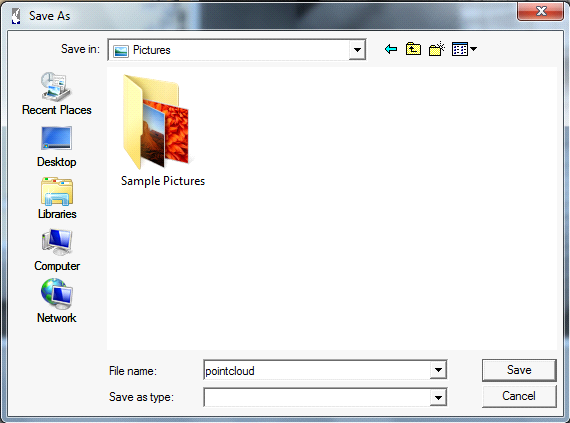 Save As
Save in: Pictures
Recent Places
Desktop
Libraries
Computer
Network
Sample Pictures
File name: pointcloud Save
Save as type: Cancel